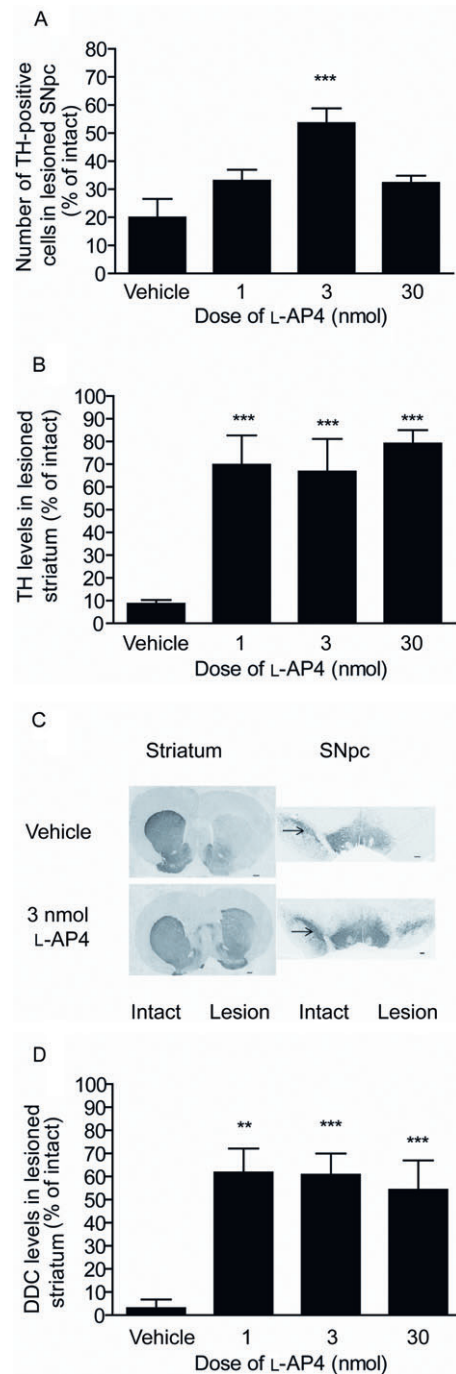 A
Number of TH-positive
cells in lesioned SNpc
(% of intact)
80
70
60
50
40
30
20
10
0
***
Vehicle 1 3 30
Dose of L-AP4 (nmol)
B
TH levels in lesioned
striatum (% of intact)
100
90
80
70
60
50
40
30
20
10
0
*** *** ***
Vehicle 1 3 30
Dose of L-AP4 (nmol)
C
Striatum SNpc
Vehicle
3 nmol
L-AP4
Intact Lesion Intact Lesion
D
DDC levels in lesioned
striatum (% of intact)
100
90
80
70
60
50
40
30
20
10
0
** *** ***
Vehicle 1 3 30
Dose of L-AP4 (nmol)